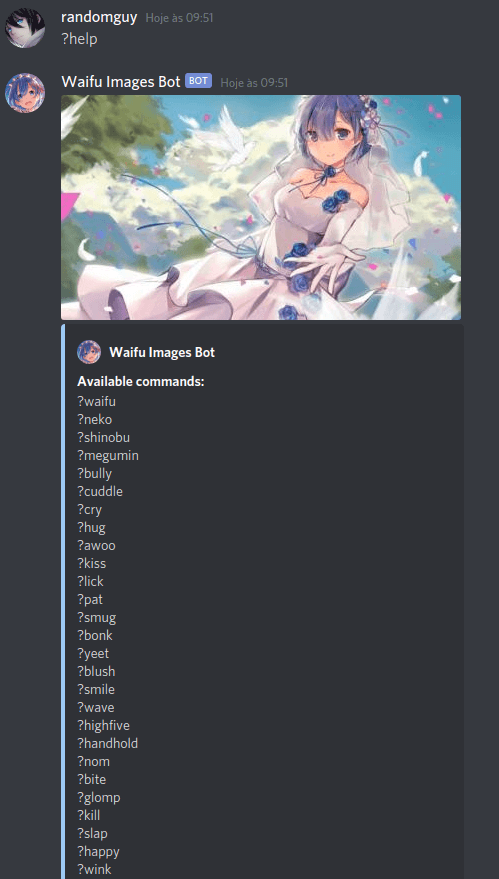 randomguy Hoje às 09:51
?help
Waifu Images Bot BOT Hoje às 09:51
Waifu Images Bot
Available commands:
?waifu
?neko
?shinobu
?megumin
?bully
?cuddle
?cry
?hug
?awoo
?kiss
?lick
?pat
?smug
?bonk
?yeet
?blush
?smile
?wave
?highfive
?handhold
?nom
?bite
?glomp
?kill
?slap
?happy
?wink